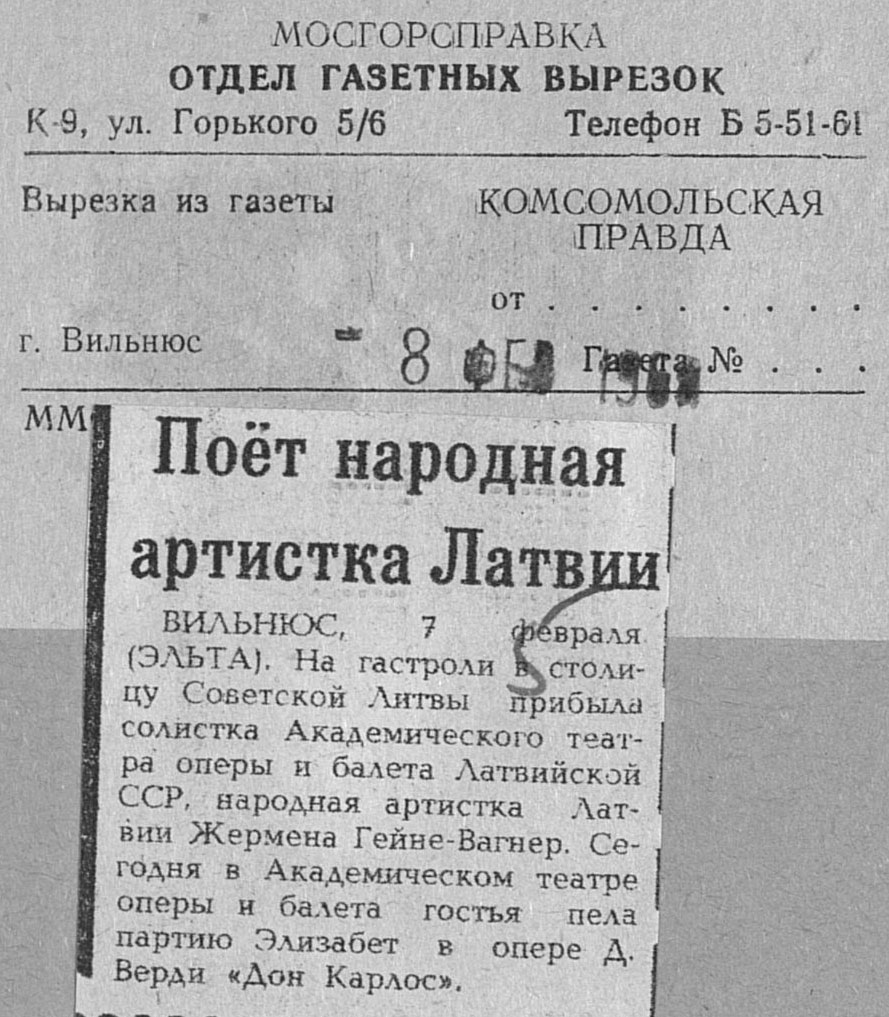 МОСГОРСПРАВКА
ОТДЕЛ ГАЗЕТНЫХ ВЫРЕЗОК
К-9, ул. Горького 5/6 Телефон Б 5-51-61
Вырезка из газеты КОМСОМОЛЬСКАЯ
ПРАВДА
от . . . . . . . .
г. Вильнюс - 8 ФЕВ Газета № . . .
ММ
Поёт народная
артистка Латвии
ВИЛЬНЮС, 7 февраля
(ЭЛЬТА). На гастроли в столи-
цу Советской Литвы прибыла
солистка Академического теат-
ра оперы и балета Латвийской
ССР, народная артистка Лат-
вии Жермена Гейне-Вагнер. Се-
годня в Академическом театре
оперы и балета гостья пела
партию Элизабет в опере Д.
Верди «Дон Карлос».